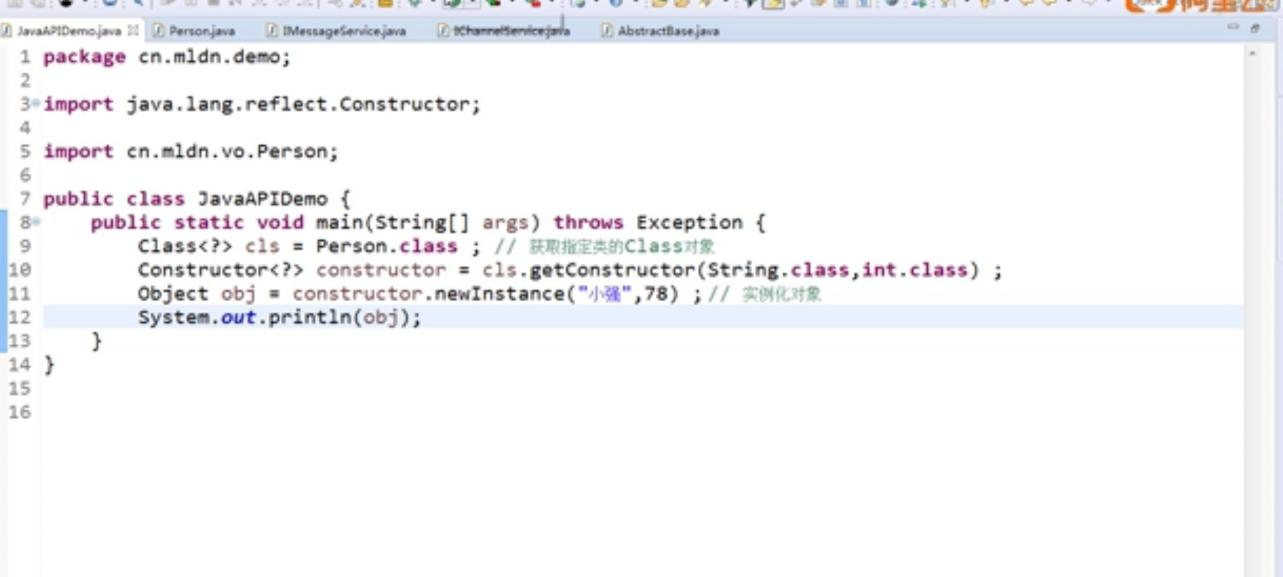 JavaAPIDemo.java Person.java IMessageService.java IChannelService.java AbstractBase.java
1 package cn.mldn.demo;
2
3 import java.lang.reflect.Constructor;
4
5 import cn.mldn.vo.Person;
6
7 public class JavaAPIDemo {
8 public static void main(String[] args) throws Exception {
9 Class<?> cls = Person.class ; // 获取指定类的Class对象
10 Constructor<?> constructor = cls.getConstructor(String.class,int.class) ;
11 Object obj = constructor.newInstance("小强",78) ; // 实例化对象
12 System.out.println(obj);
13 }
14 }
15
16